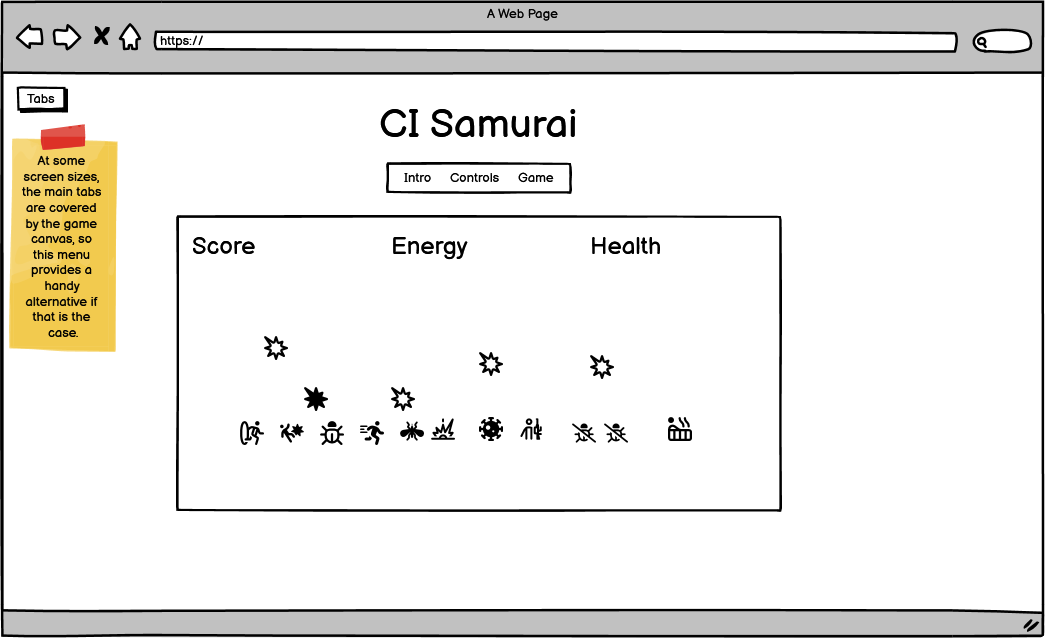 A Web Page
https://
Tabs
CI Samurai
At some
screen sizes,
the main tabs
are covered
by the game
canvas, so
this menu
provides a
handy
alternative if
that is the
case.
Intro Controls Game
Score Energy Health